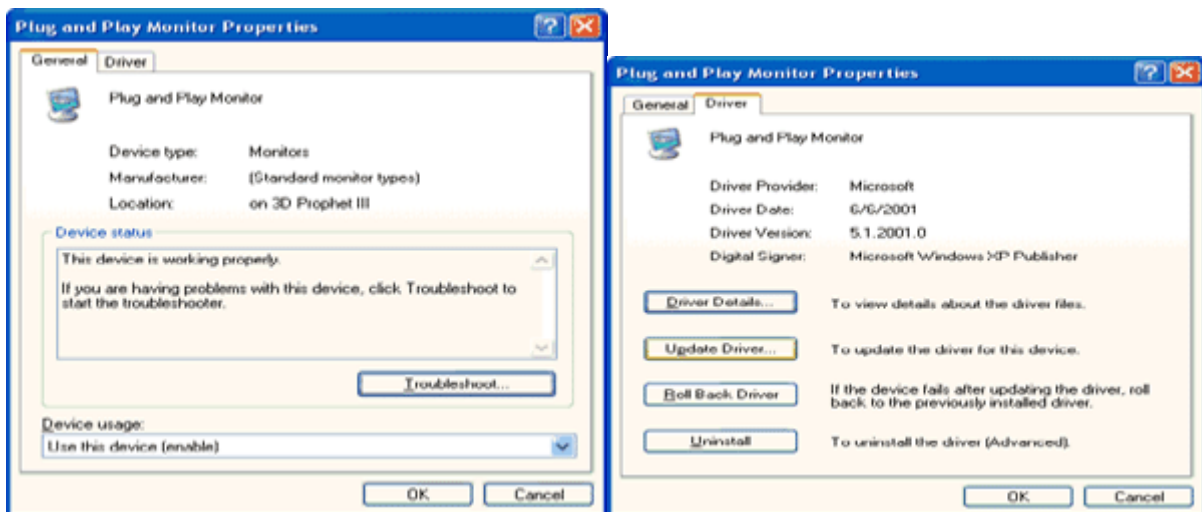 Plug and Play Monitor Properties
General Driver
Plug and Play Monitor
Device type: Monitors
Manufacturer: (Standard monitor types)
Location: on 3D Prophet III
Device status
This device is working properly.
If you are having problems with this device, click Troubleshoot to
start the troubleshooter.
Troubleshoot...
Device usage:
Use this device (enable)
OK Cancel
Plug and Play Monitor Properties
General Driver
Plug and Play Monitor
Driver Provider: Microsoft
Driver Date: 6/6/2001
Driver Version: 5.1.2001.0
Digital Signer: Microsoft Windows XP Publisher
Driver Details... To view details about the driver files.
Update Driver... To update the driver for this device.
Roll Back Driver If the device fails after updating the driver, roll
back to the previously installed driver.
Uninstall To uninstall the driver (Advanced).
OK Cancel